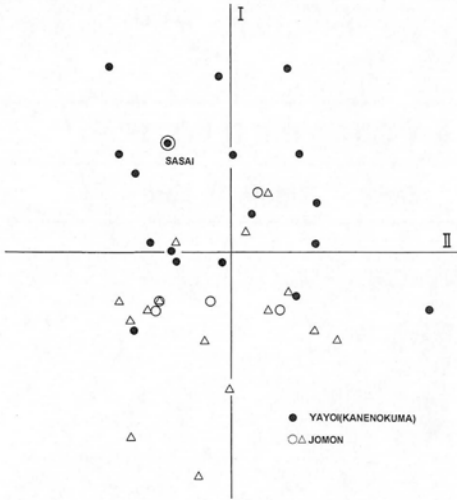 I
SASAI
II
● YAYOI(KANENOKUMA)
○△ JOMON